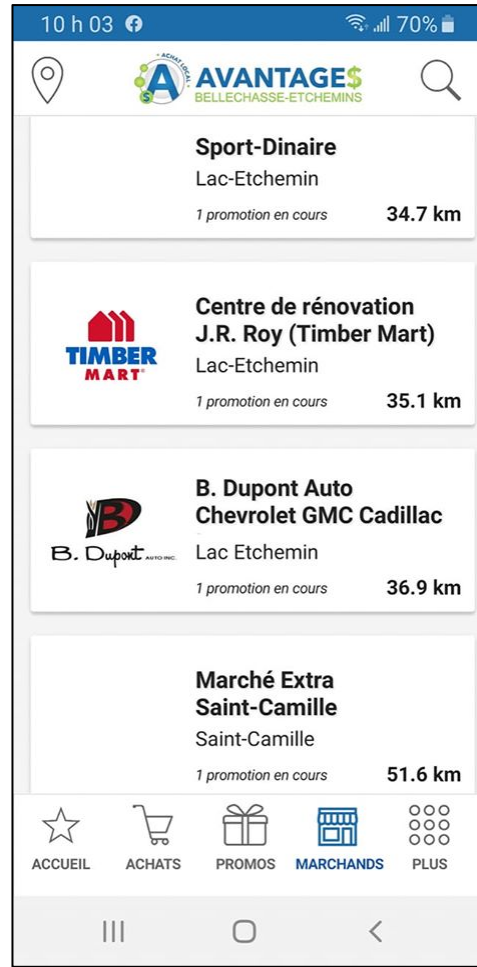 10 h 03
70%
ACHAT LOCAL
AVANTAGE$
BELLECHASSE-ETCHEMINS
Sport-Dinaire
Lac-Etchemin
1 promotion en cours 34.7 km
Centre de rénovation
J.R. Roy (Timber Mart)
TIMBER
MART
Lac-Etchemin
1 promotion en cours 35.1 km
B. Dupont Auto
Chevrolet GMC Cadillac
B. Dupont AUTO INC.
Lac Etchemin
1 promotion en cours 36.9 km
Marché Extra
Saint-Camille
Saint-Camille
1 promotion en cours 51.6 km
ACCUEIL ACHATS PROMOS MARCHANDS PLUS